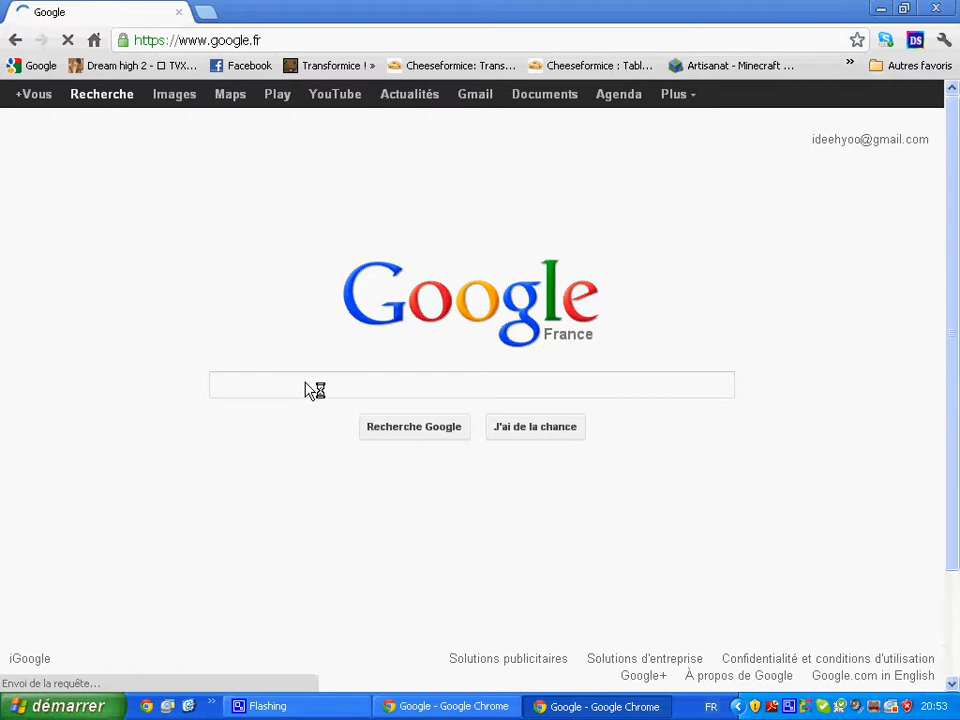 Google
https://www.google.fr
Google Dream high 2 - □ TVX... Facebook Transformice ! » Cheeseformice: Trans... Cheeseformice : Tabl... Artisanat - Minecraft ... » Autres favoris
+Vous Recherche Images Maps Play YouTube Actualités Gmail Documents Agenda Plus
ideehyoo@gmail.com
Google
France
Recherche Google J'ai de la chance
iGoogle Solutions publicitaires Solutions d'entreprise Confidentialité et conditions d'utilisation
Google+ À propos de Google Google.com in English
Envoi de la requête...
démarrer » Flashing Google - Google Chrome Google - Google Chrome FR 20:53